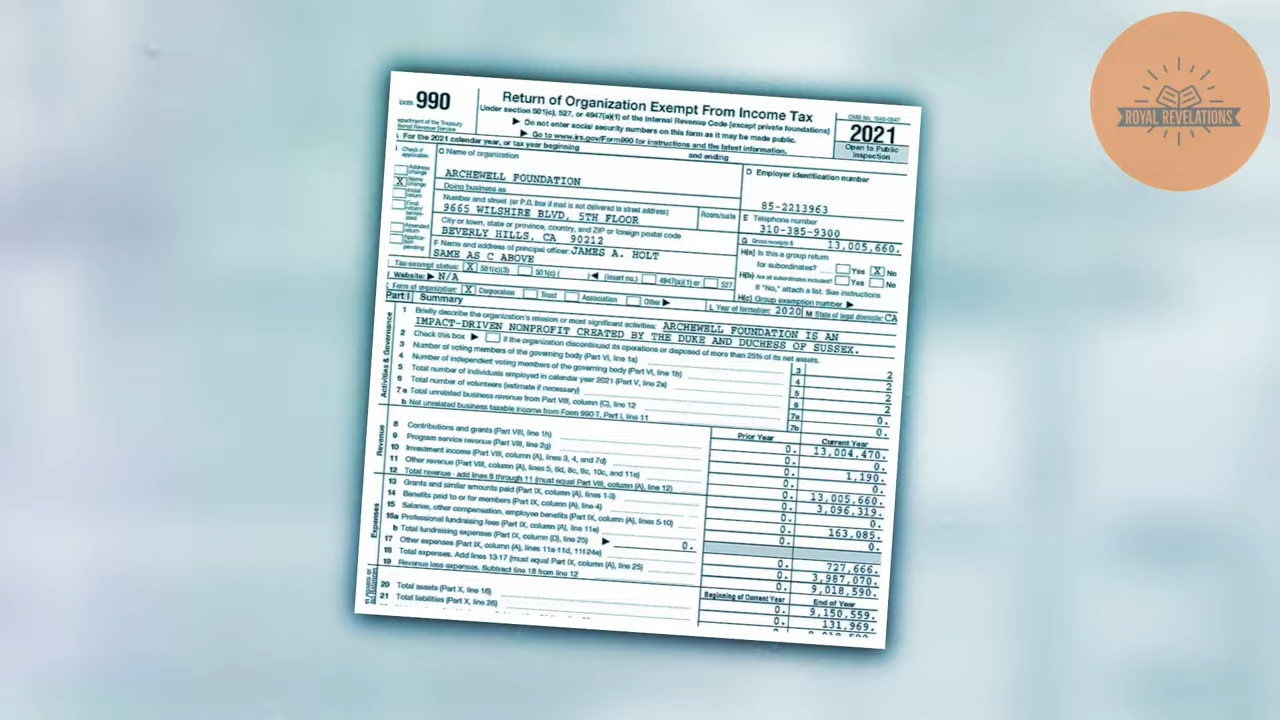 Form 990
Return of Organization Exempt From Income Tax
Under section 501(c), 527, or 4947(a)(1) of the Internal Revenue Code (except private foundations)
▶ Do not enter social security numbers on this form as it may be made public.
▶ Go to www.irs.gov/Form990 for instructions and the latest information.
OMB No. 1545-0047
2021
Open to Public
Inspection
Department of the Treasury
Internal Revenue Service
A For the 2021 calendar year, or tax year beginning and ending
Check if
applicable:
Address change
X Name change
Initial return
Final return/
Amended return
Application pending
C Name of organization
ARCHEWELL FOUNDATION
Doing business as
Number and street (or P.O. box if mail is not delivered to street address)
Room/suite
9665 WILSHIRE BLVD, 5TH FLOOR
City or town, state or province, country, and ZIP or foreign postal code
BEVERLY HILLS, CA 90212
F Name and address of principal officer: JAMES A. HOLT
SAME AS C ABOVE
D Employer identification number
85-2213963
E Telephone number
310-385-9300
G Gross receipts $ 13,005,660.
H(a) Is this a group return
for subordinates? Yes X No
H(b) Are all subordinates included? Yes No
If "No," attach a list. See instructions
H(c) Group exemption number ▶
I Tax-exempt status: X 501(c)(3) 501(c) ( ) ◀ (insert no.) 4947(a)(1) or 527
Website: ▶ N/A
Form of organization: X Corporation Trust Association Other ▶
L Year of formation: 2020 M State of legal domicile: CA
Part I Summary
1 Briefly describe the organization's mission or most significant activities: ARCHEWELL FOUNDATION IS AN
IMPACT-DRIVEN NONPROFIT CREATED BY THE DUKE AND DUCHESS OF SUSSEX.
2 Check this box ▶ if the organization discontinued its operations or disposed of more than 25% of its net assets.
3 Number of voting members of the governing body (Part VI, line 1a) 3 2
4 Number of independent voting members of the governing body (Part VI, line 1b) 4 2
5 Total number of individuals employed in calendar year 2021 (Part V, line 2a) 5 2
6 Total number of volunteers (estimate if necessary) 6 2
7a Total unrelated business revenue from Part VIII, column (C), line 12 7a 0.
b Net unrelated business taxable income from Form 990-T, Part I, line 11 7b 0.
Activities & Governance
Prior Year Current Year
8 Contributions and grants (Part VIII, line 1h) 0. 13,004,470.
9 Program service revenue (Part VIII, line 2g) 0. 0.
10 Investment income (Part VIII, column (A), lines 3, 4, and 7d) 0. 1,190.
11 Other revenue (Part VIII, column (A), lines 5, 6d, 8c, 9c, 10c, and 11e) 0. 0.
12 Total revenue - add lines 8 through 11 (must equal Part VIII, column (A), line 12) 0. 13,005,660.
Revenue
13 Grants and similar amounts paid (Part IX, column (A), lines 1-3) 0. 3,096,319.
14 Benefits paid to or for members (Part IX, column (A), line 4) 0. 0.
15 Salaries, other compensation, employee benefits (Part IX, column (A), lines 5-10) 0. 163,085.
16a Professional fundraising fees (Part IX, column (A), line 11e) 0. 0.
b Total fundraising expenses (Part IX, column (D), line 25) ▶ 0.
17 Other expenses (Part IX, column (A), lines 11a-11d, 11f-24e) 0. 727,666.
18 Total expenses. Add lines 13-17 (must equal Part IX, column (A), line 25) 0. 3,987,070.
19 Revenue less expenses. Subtract line 18 from line 12 9,018,590.
Expenses
Beginning of Current Year End of Year
20 Total assets (Part X, line 16) 0. 9,150,559.
21 Total liabilities (Part X, line 26) 0. 131,969.
ROYAL REVELATIONS